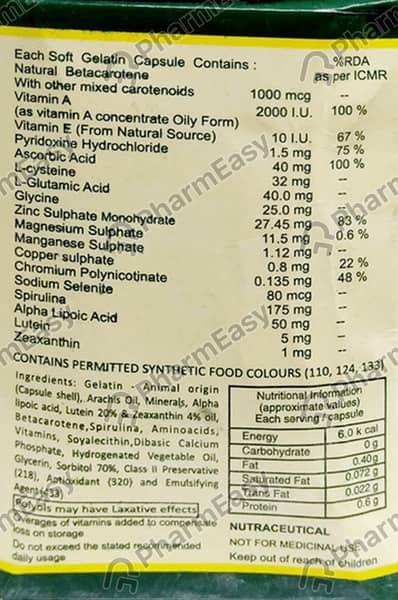 Each Soft Gelatin Capsule Contains : %RDA
Natural Betacarotene as per ICMR
With other mixed carotenoids 1000 mcg --
Vitamin A 2000 I.U. 100 %
(as vitamin A concentrate Oily Form)
Vitamin E (From Natural Source) 10 I.U. 67 %
Pyridoxine Hydrochloride 1.5 mg 75 %
Ascorbic Acid 40 mg 100 %
L-cysteine 32 mg --
L-Glutamic Acid 40.0 mg --
Glycine 25.0 mg --
Zinc Sulphate Monohydrate 27.45 mg 83 %
Magnesium Sulphate 11.5 mg 0.6 %
Manganese Sulphate 1.12 mg --
Copper sulphate 0.8 mg 22 %
Chromium Polynicotinate 0.135 mg 48 %
Sodium Selenite 80 mcg --
Spirulina 175 mg --
Alpha Lipoic Acid 50 mg --
Lutein 5 mg --
Zeaxanthin 1 mg --
CONTAINS PERMITTED SYNTHETIC FOOD COLOURS (110, 124, 133)
Ingredients: Gelatin - Animal origin
(Capsule shell), Arachis Oil, Minerals, Alpha
lipoic acid, Lutein 20% & Zeaxanthin 4% oil,
Betacarotene,Spirulina, Aminoacids,
Vitamins, Soyalecithin,Dibasic Calcium
Phosphate, Hydrogenated Vegetable Oil,
Glycerin, Sorbitol 70%, Class II Preservative
(218), Antioxidant (320) and Emulsifying
Agent(433)
Polyols may have Laxative effects
Overages of vitamins added to compensate
loss on storage
Do not exceed the stated recommended
daily usage
Nutritional Information
(approximate values)
Each serving / capsule
Energy 6.0 k cal
Carbohydrate 0 g
Fat 0.40g
Saturated Fat 0.072 g
Trans Fat 0.022 g
Protein 0.6 g
NUTRACEUTICAL
NOT FOR MEDICINAL USE
Keep out of reach of children
PharmEasy